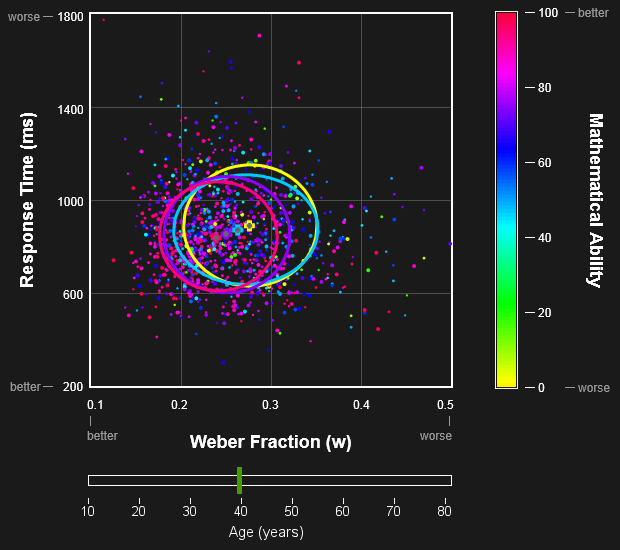 worse
1800
1400
1000
600
better
200
Response Time (ms)
0.1
0.2
0.3
0.4
0.5
better
worse
Weber Fraction (w)
100
better
80
60
40
20
0
worse
Mathematical Ability
10
20
30
40
50
60
70
80
Age (years)